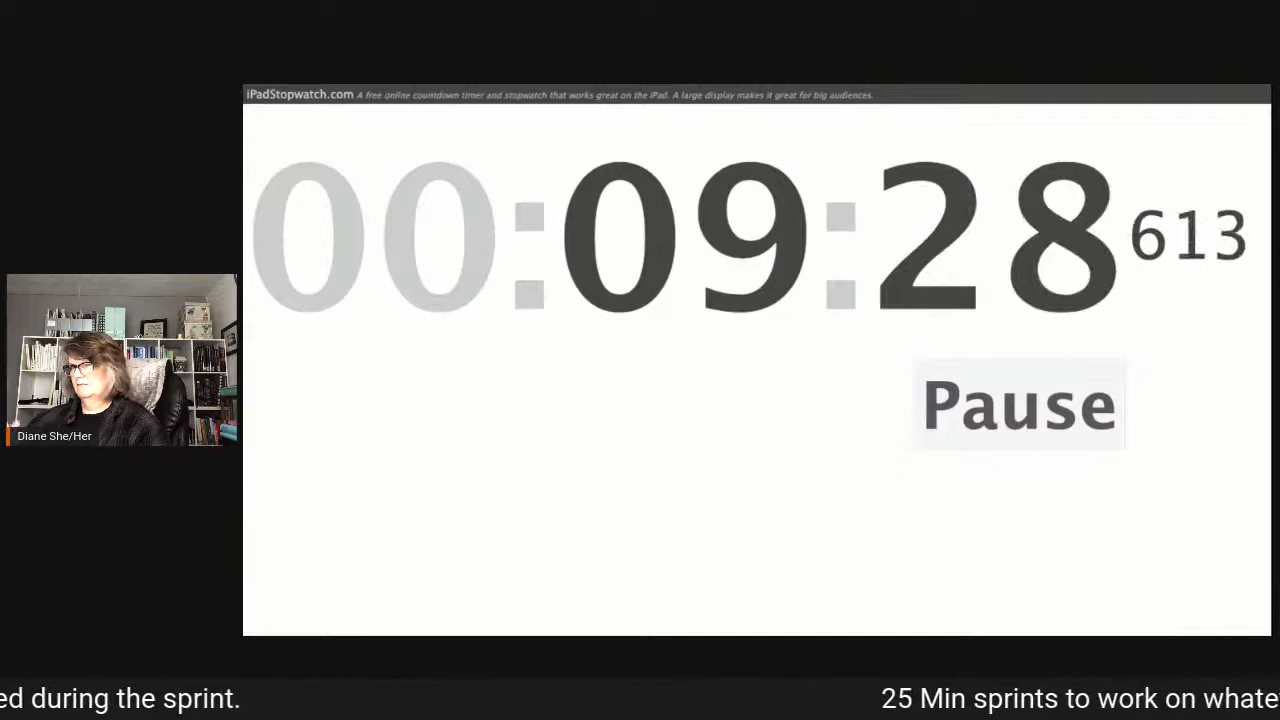 iPadStopwatch.com A free online countdown timer and stopwatch that works great on the iPad. A large display makes it great for big audiences.
00:09:28 613
Pause
Diane She/Her
ed during the sprint. 25 Min sprints to work on whate